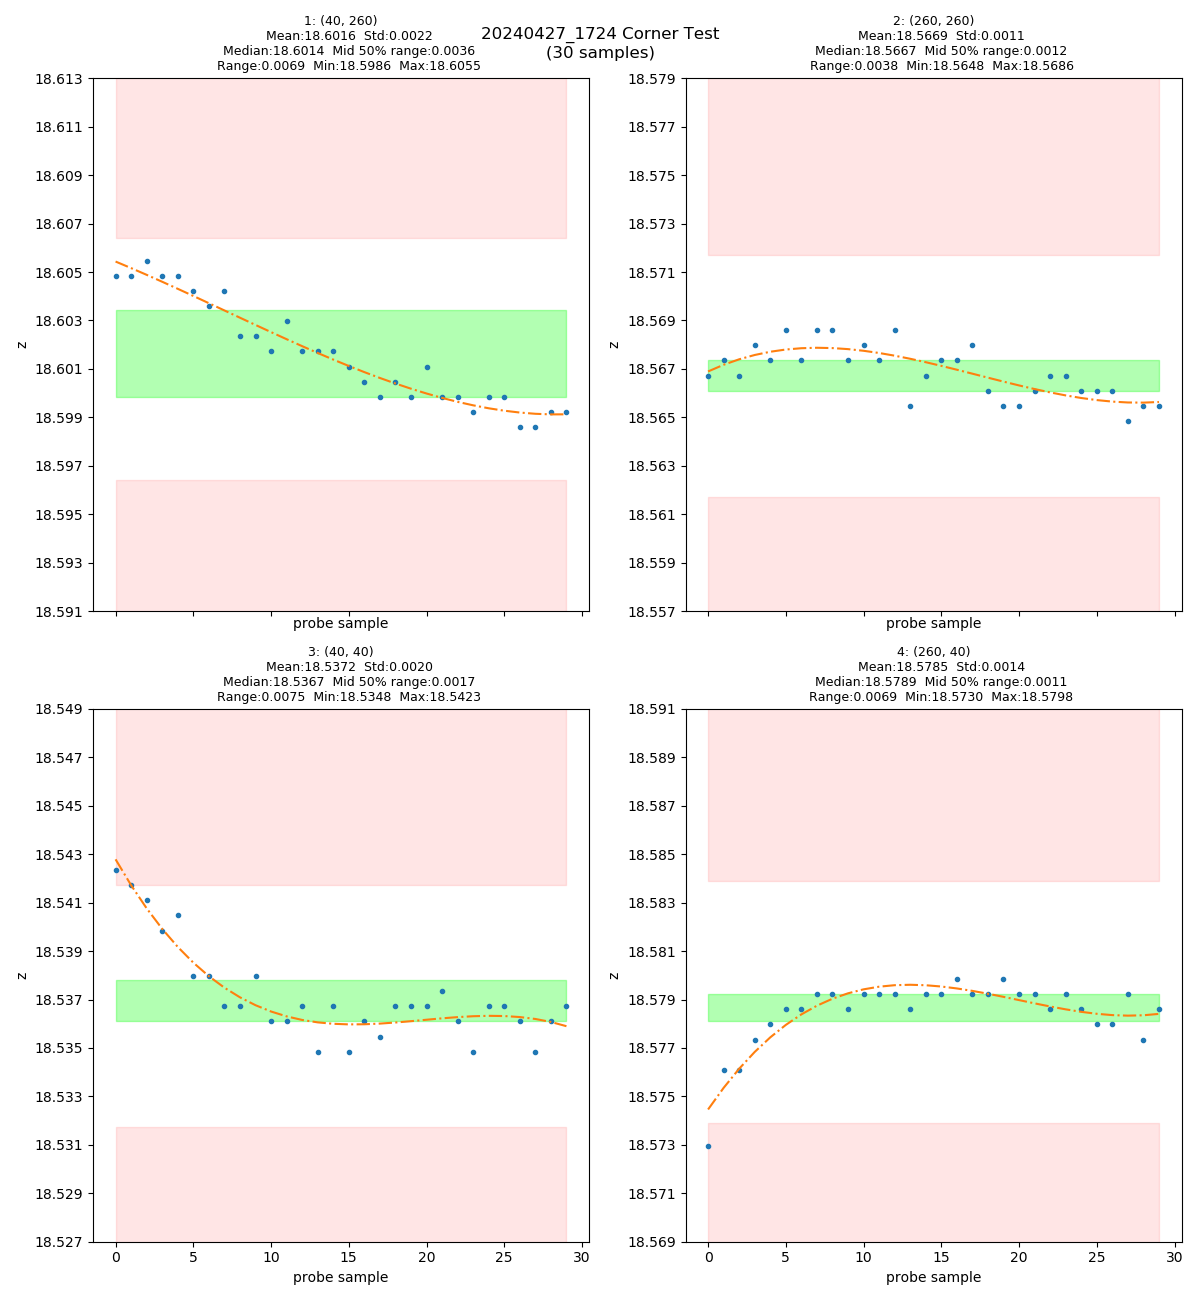 20240427_1724 Corner Test
(30 samples)
1: (40, 260)
Mean:18.6016 Std:0.0022
Median:18.6014 Mid 50% range:0.0036
Range:0.0069 Min:18.5986 Max:18.6055
18.613
18.611
18.609
18.607
18.605
18.603
18.601
18.599
18.597
18.595
18.593
18.591
z
probe sample
2: (260, 260)
Mean:18.5669 Std:0.0011
Median:18.5667 Mid 50% range:0.0012
Range:0.0038 Min:18.5648 Max:18.5686
18.579
18.577
18.575
18.573
18.571
18.569
18.567
18.565
18.563
18.561
18.559
18.557
z
probe sample
3: (40, 40)
Mean:18.5372 Std:0.0020
Median:18.5367 Mid 50% range:0.0017
Range:0.0075 Min:18.5348 Max:18.5423
18.549
18.547
18.545
18.543
18.541
18.539
18.537
18.535
18.533
18.531
18.529
18.527
z
0 5 10 15 20 25 30
probe sample
4: (260, 40)
Mean:18.5785 Std:0.0014
Median:18.5789 Mid 50% range:0.0011
Range:0.0069 Min:18.5730 Max:18.5798
18.591
18.589
18.587
18.585
18.583
18.581
18.579
18.577
18.575
18.573
18.571
18.569
z
0 5 10 15 20 25 30
probe sample